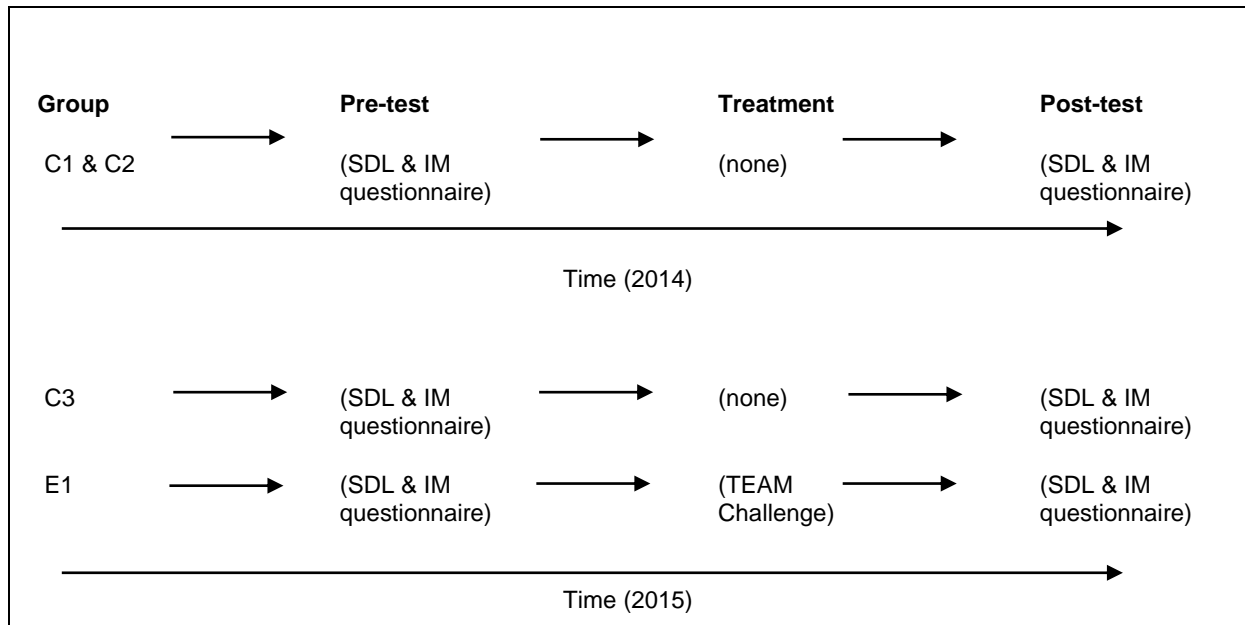 Group Pre-test Treatment Post-test
C1 & C2 (SDL & IM (none) (SDL & IM
questionnaire) questionnaire)
Time (2014)
C3 (SDL & IM (none) (SDL & IM
questionnaire) questionnaire)
E1 (SDL & IM (TEAM (SDL & IM
questionnaire) Challenge) questionnaire)
Time (2015)